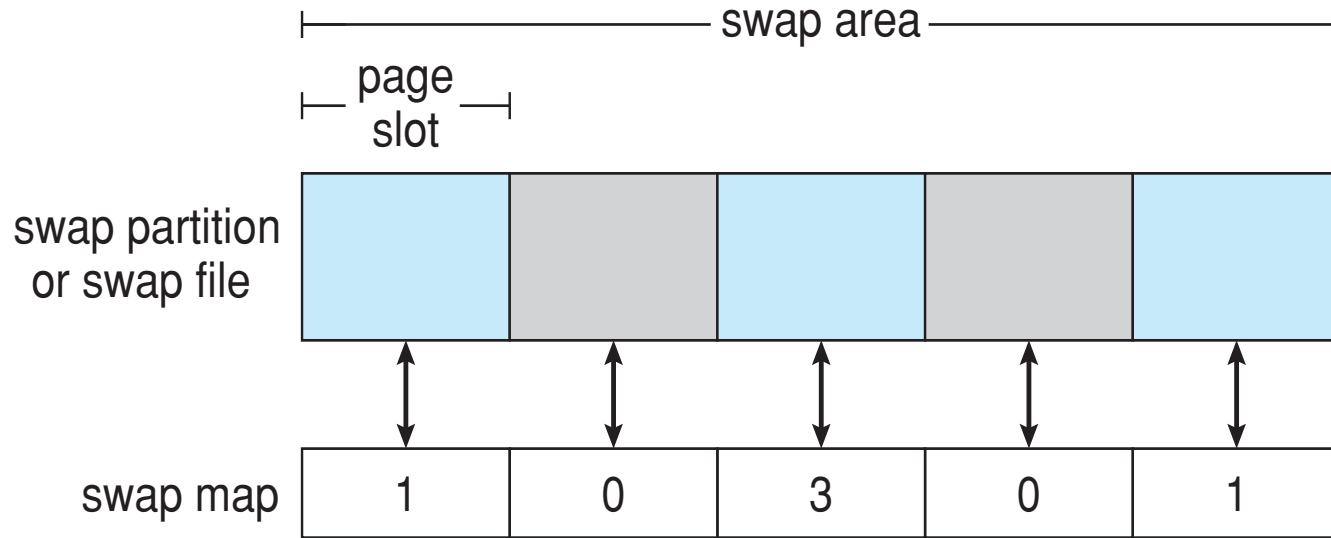 swap area
page
slot
swap partition
or swap file
swap map 1 0 3 0 1